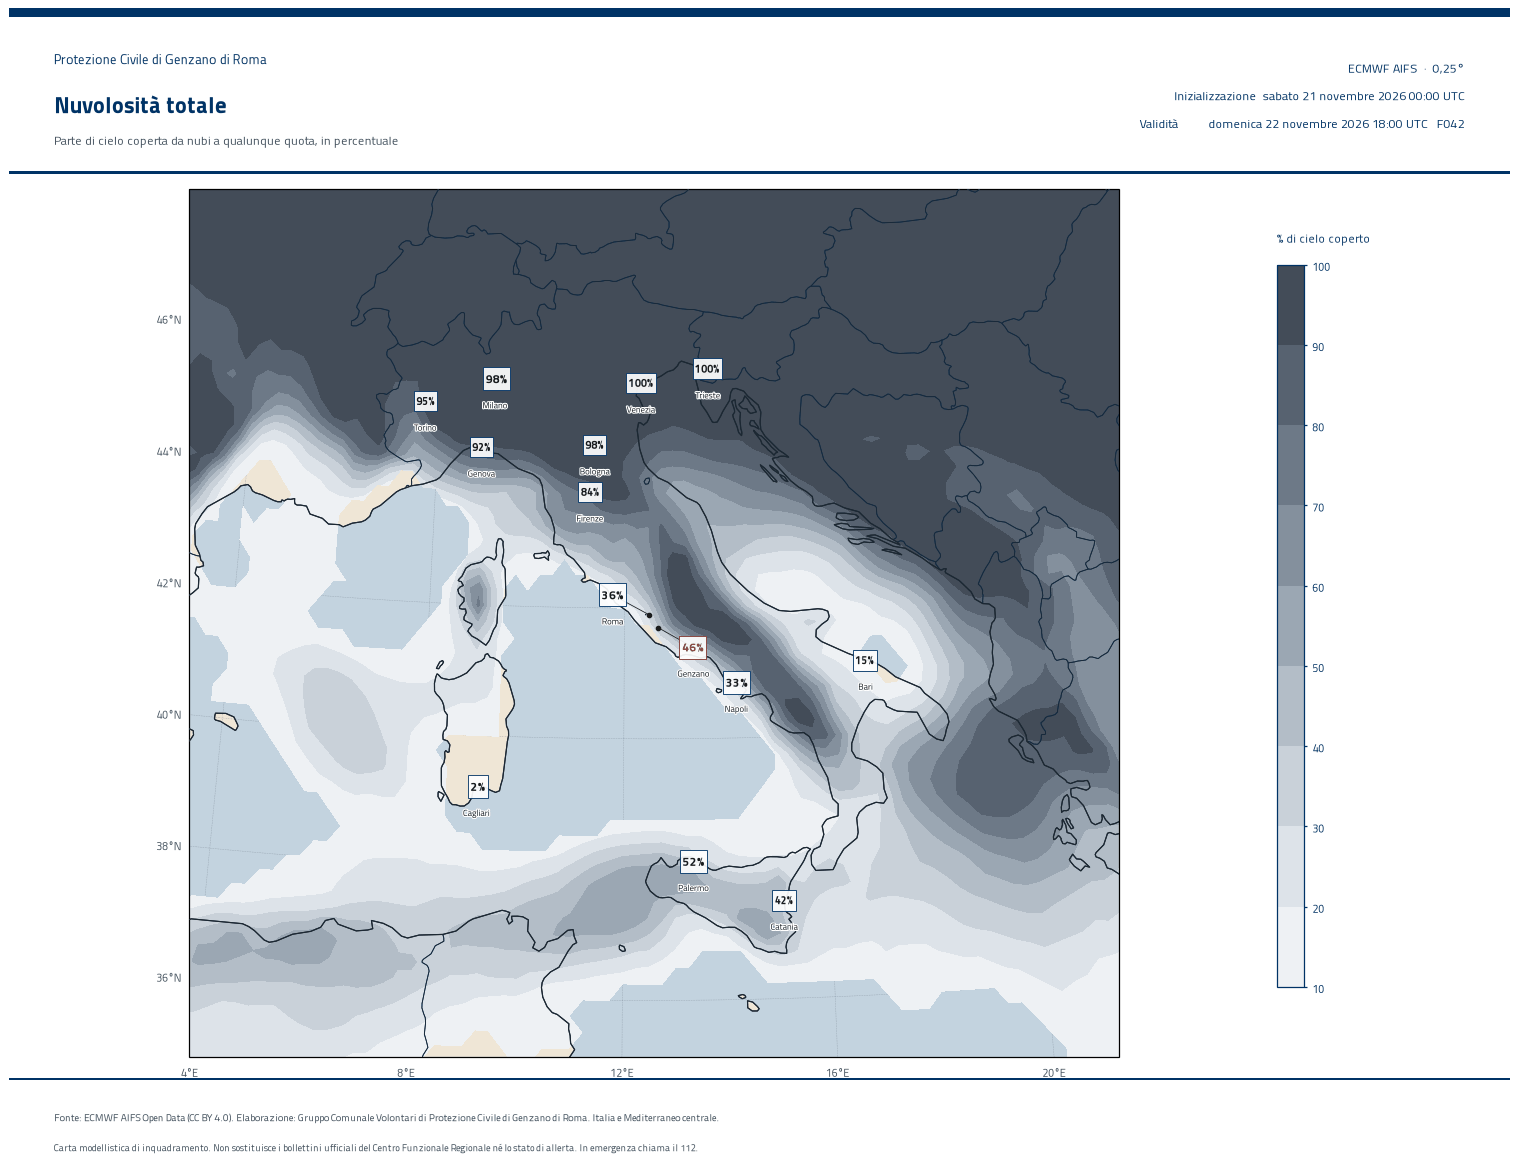 Protezione Civile di Genzano di Roma
Nuvolosità totale
Parte di cielo coperta da nubi a qualunque quota, in percentuale
ECMWF AIFS · 0,25°
Inizializzazione sabato 21 novembre 2026 00:00 UTC
Validità domenica 22 novembre 2026 18:00 UTC F042
% di cielo coperto
100
90
80
70
60
50
40
30
20
10
46°N
44°N
42°N
40°N
38°N
36°N
4°E
8°E
12°E
16°E
20°E
100%
Trieste
98%
Milano
100%
Venezia
95%
Torino
92%
Genova
98%
Bologna
84%
Firenze
36%
Roma
46%
Genzano
15%
Bari
33%
Napoli
2%
Cagliari
52%
Palermo
42%
Catania
Fonte: ECMWF AIFS Open Data (CC BY 4.0). Elaborazione: Gruppo Comunale Volontari di Protezione Civile di Genzano di Roma. Italia e Mediterraneo centrale.
Carta modellistica di inquadramento. Non sostituisce i bollettini ufficiali del Centro Funzionale Regionale né lo stato di allerta. In emergenza chiama il 112.